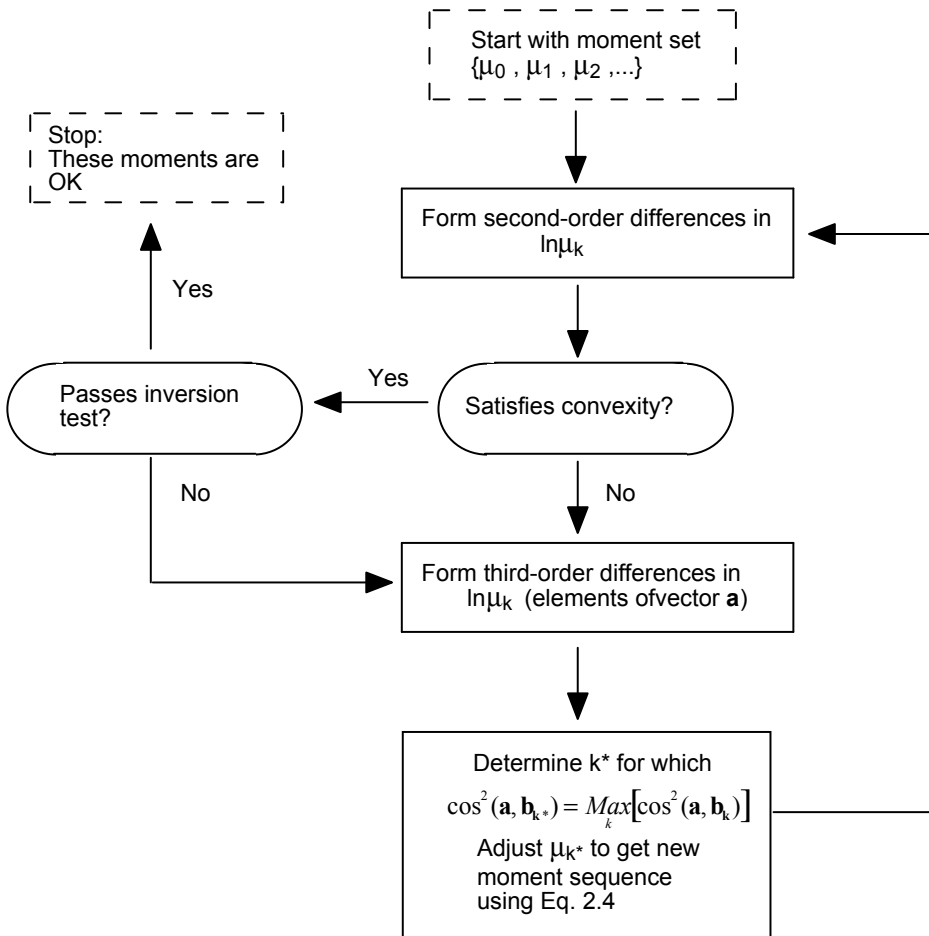 Start with moment set
{μ0 , μ1 , μ2 ,...}
Stop:
These moments are
OK
Form second-order differences in
lnμk
Yes
Yes
Passes inversion
test?
Satisfies convexity?
No
No
Form third-order differences in
lnμk (elements ofvector a)
Determine k* for which
cos²(a, bk*) = Max[cos²(a, bk)]
k
Adjust μk* to get new
moment sequence
using Eq. 2.4